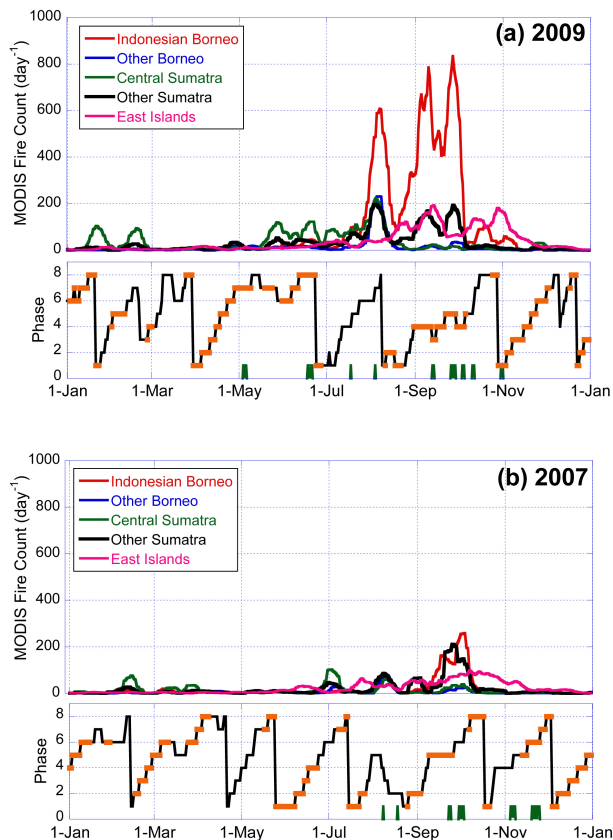 (a) 2009
Indonesian Borneo
Other Borneo
Central Sumatra
Other Sumatra
East Islands
MODIS Fire Count (day⁻¹)
1000
800
600
400
200
0
Phase
8
6
4
2
0
1-Jan 1-Mar 1-May 1-Jul 1-Sep 1-Nov 1-Jan
(b) 2007
Indonesian Borneo
Other Borneo
Central Sumatra
Other Sumatra
East Islands
MODIS Fire Count (day⁻¹)
1000
800
600
400
200
0
Phase
8
6
4
2
0
1-Jan 1-Mar 1-May 1-Jul 1-Sep 1-Nov 1-Jan